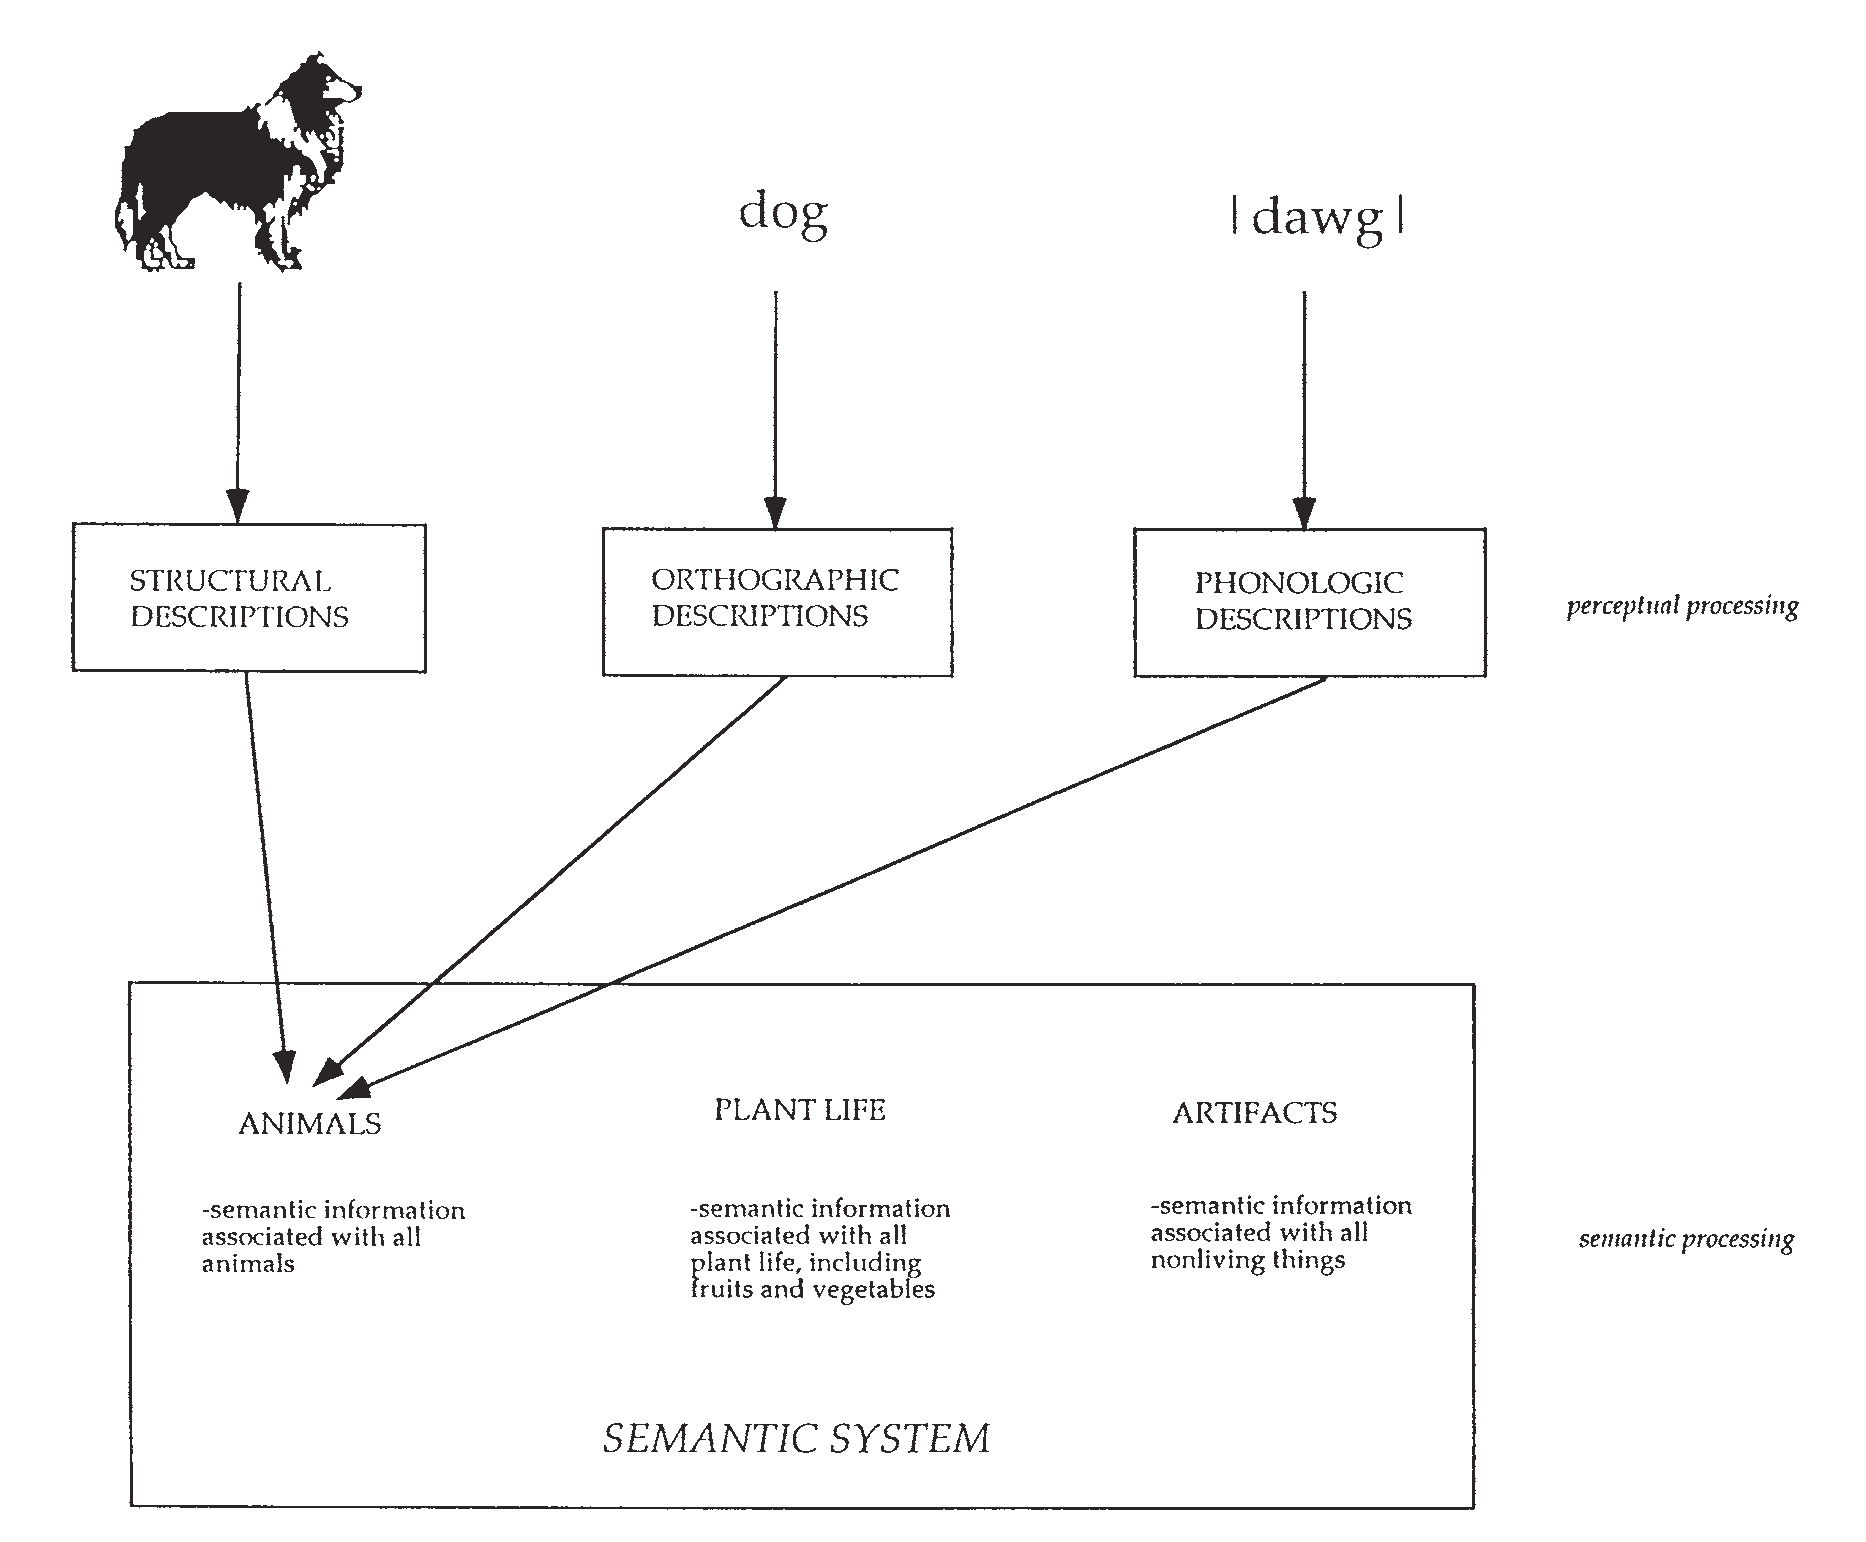 dog
|dawg|
STRUCTURAL
DESCRIPTIONS
ORTHOGRAPHIC
DESCRIPTIONS
PHONOLOGIC
DESCRIPTIONS
perceptual processing
ANIMALS
-semantic information
associated with all
animals
PLANT LIFE
-semantic information
associated with all
plant life, including
fruits and vegetables
ARTIFACTS
-semantic information
associated with all
nonliving things
semantic processing
SEMANTIC SYSTEM